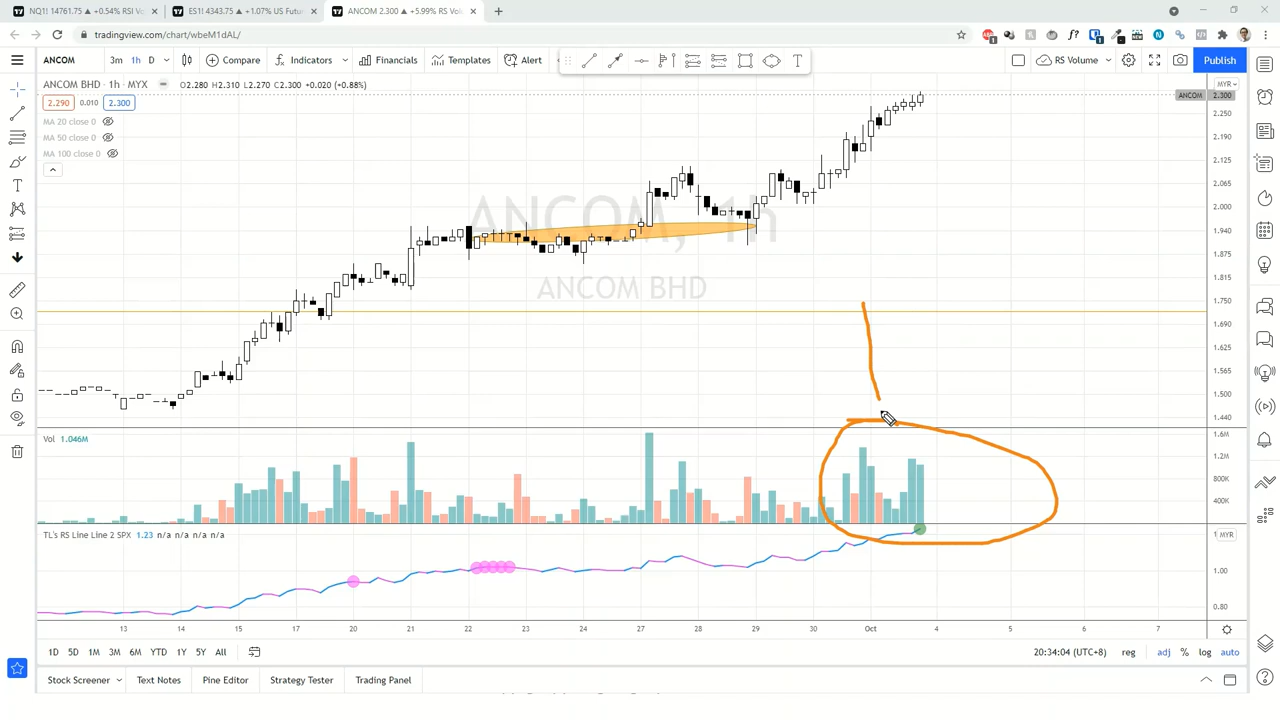 NQ1! 14761.75 ▲ +0.54% RSI Vo
ES1! 4343.75 ▲ +1.07% US Futur
ANCOM 2.300 ▲ +5.99% RS Volu
tradingview.com/chart/wbeM1dAL/
ANCOM 3m 1h D Compare Indicators Financials Templates Alert T RS Volume Publish
ANCOM BHD · 1h · MYX O2.280 H2.310 L2.270 C2.300 +0.020 (+0.88%) MYR
2.290 0.010 2.300
ANCOM 2.300
MA 20 close 0
MA 50 close 0
MA 100 close 0
2.250
2.190
2.125
2.065
2.000
1.940
1.875
1.815
1.750
1.690
1.625
1.565
1.500
1.440
ANCOM, 1h
ANCOM BHD
Vol 1.046M
1.6M
1.2M
800K
400K
TL's RS Line Line 2 SPX 1.23 n/a n/a n/a n/a
MYR
1.00
0.80
13 14 15 17 20 21 22 23 24 27 28 29 30 Oct 4 5 6 7
1D 5D 1M 3M 6M YTD 1Y 5Y All 20:34:04 (UTC+8) reg adj % log auto
Stock Screener Text Notes Pine Editor Strategy Tester Trading Panel